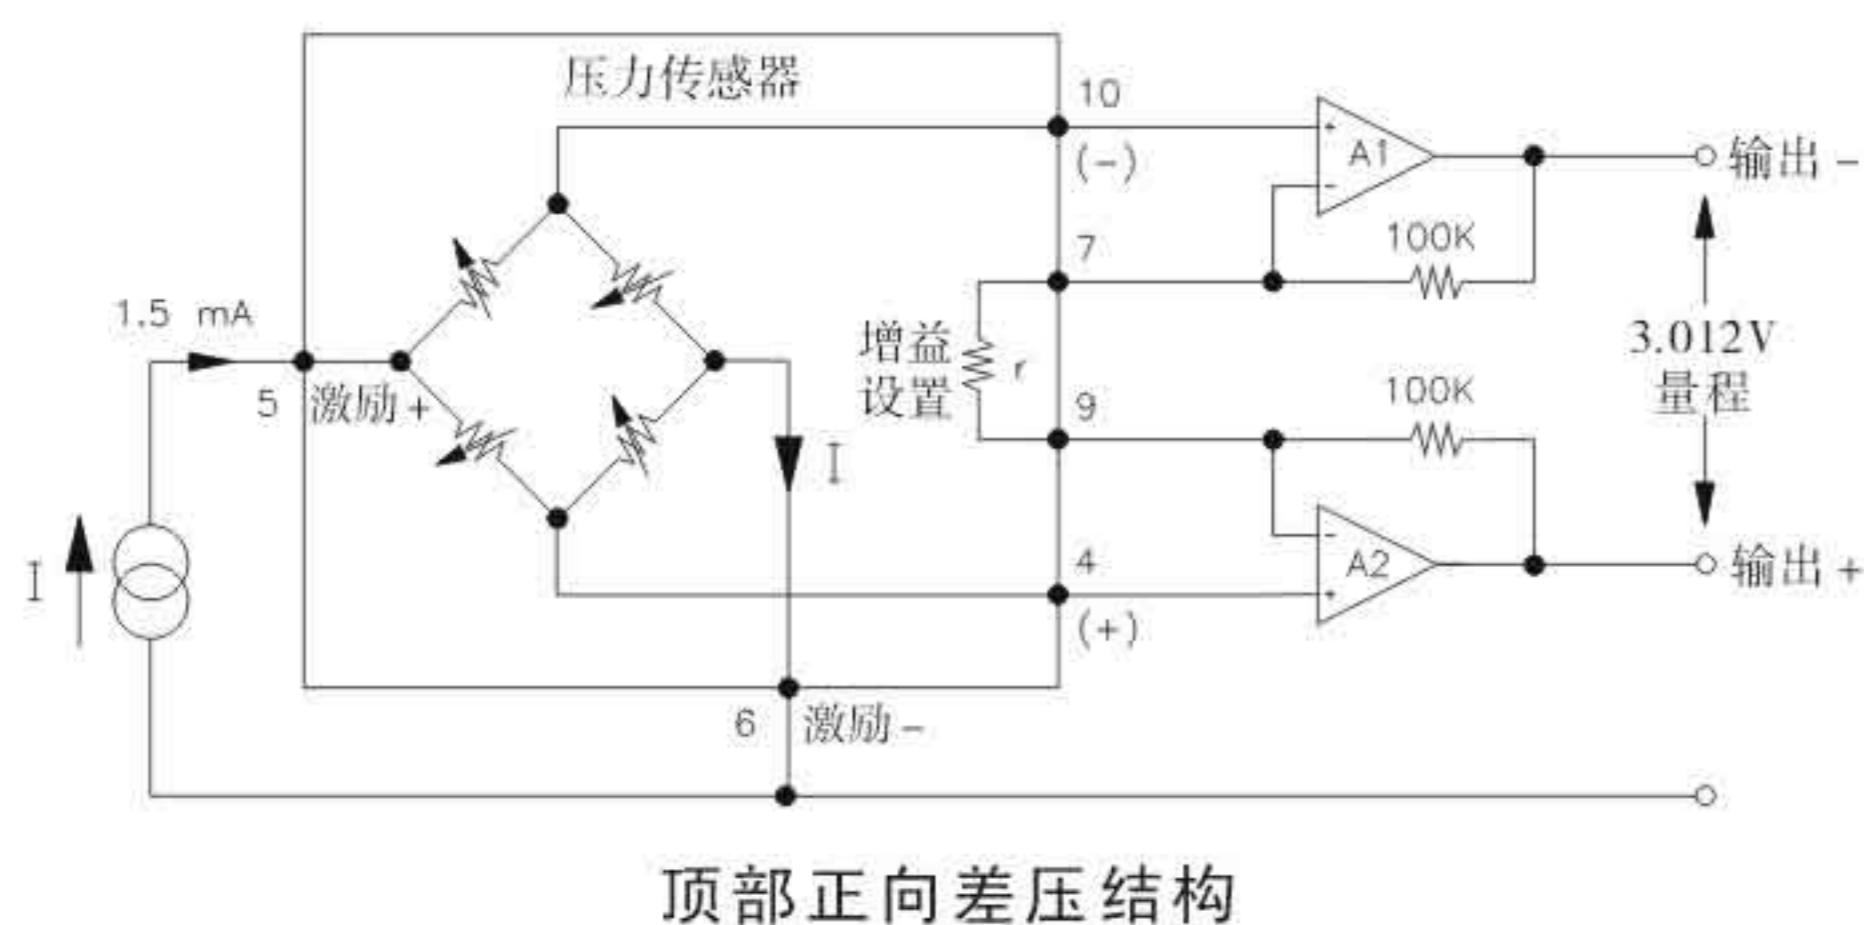 压力传感器
10
(-)
A1
输出 -
7
100K
1.5 mA
增益
设置
r
3.012V
量程
5
激励+
9
100K
I
I
4
A2
输出 +
(+)
6
激励-
顶部正向差压结构